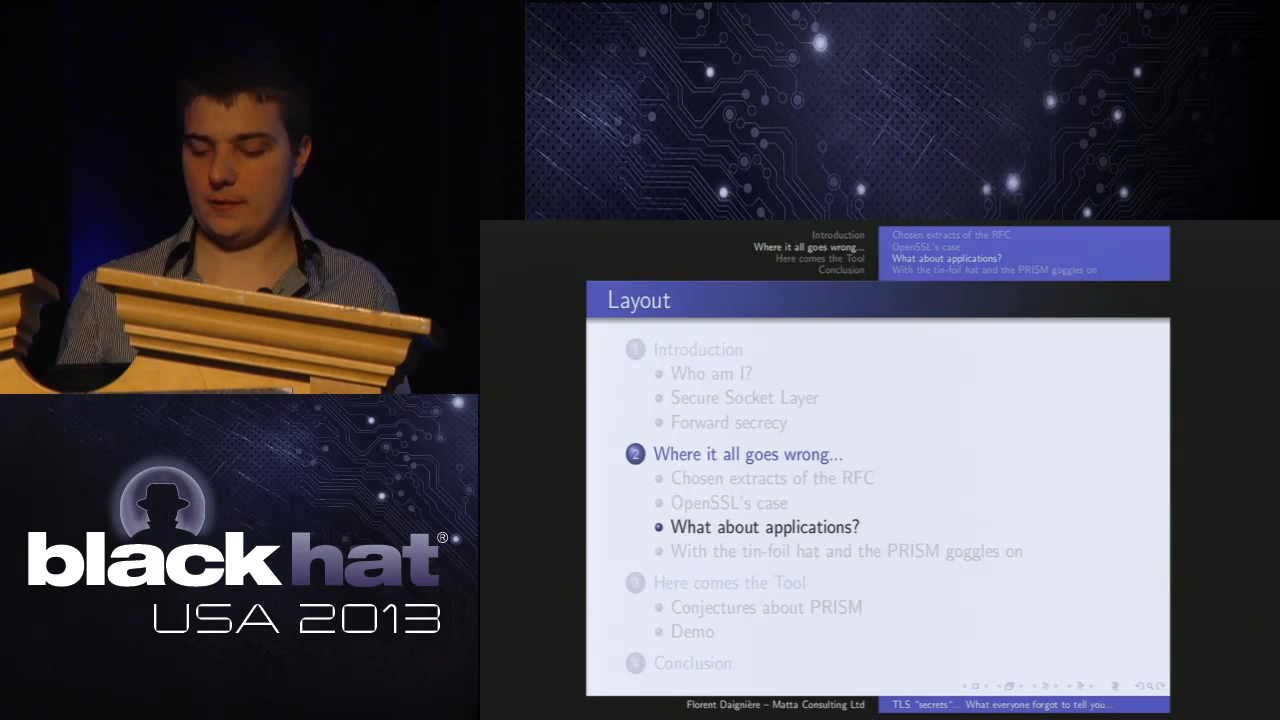 Introduction
Where it all goes wrong...
Here comes the Tool
Conclusion
Chosen extracts of the RFC
OpenSSL's case
What about applications?
With the tin-foil hat and the PRISM goggles on
Layout
1 Introduction
Who am I?
Secure Socket Layer
Forward secrecy
2 Where it all goes wrong...
Chosen extracts of the RFC
OpenSSL's case
What about applications?
With the tin-foil hat and the PRISM goggles on
3 Here comes the Tool
Conjectures about PRISM
Demo
4 Conclusion
Florent Daignière – Matta Consulting Ltd
TLS "secrets"... What everyone forgot to tell you...
black hat®
USA 2013